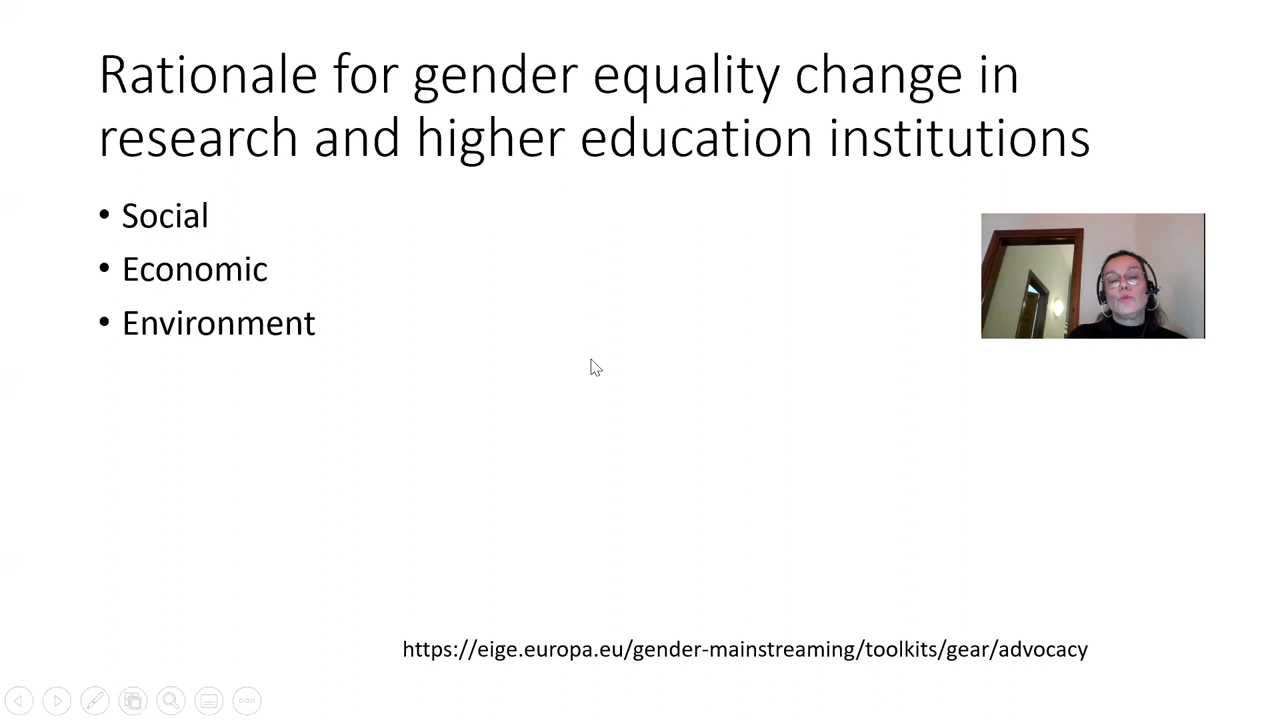 Rationale for gender equality change in
research and higher education institutions
• Social
• Economic
• Environment
https://eige.europa.eu/gender-mainstreaming/toolkits/gear/advocacy